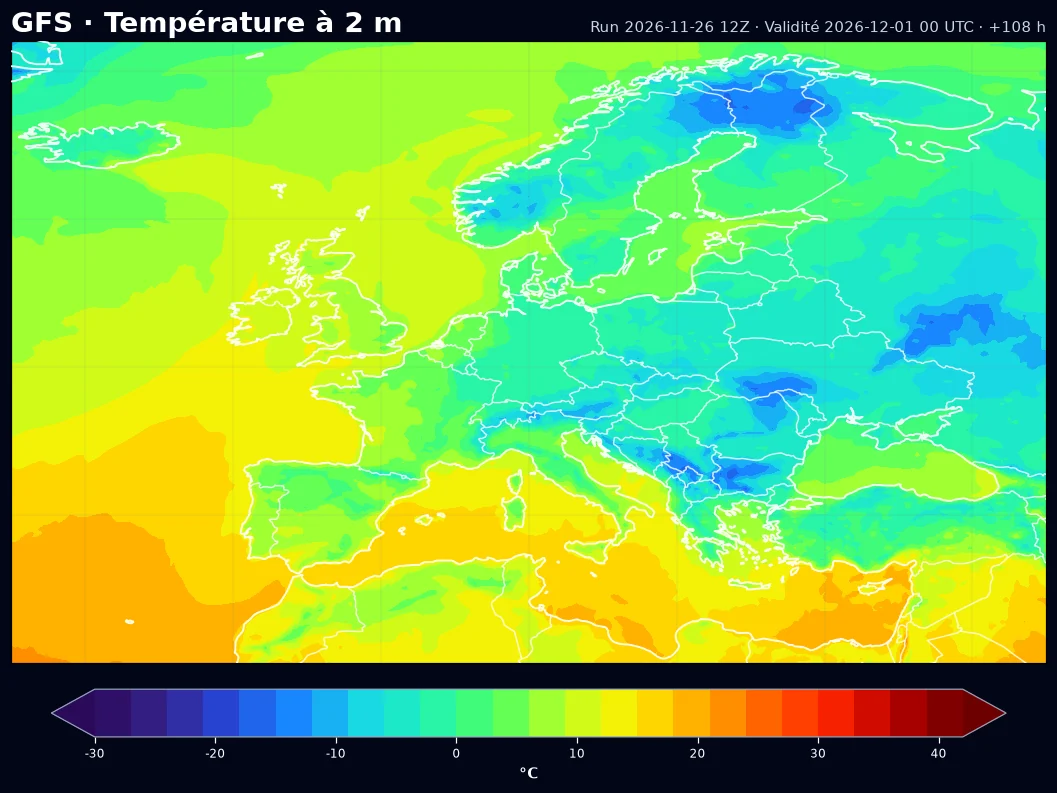 GFS · Température à 2 m
Run 2026-11-26 12Z · Validité 2026-12-01 00 UTC · +108 h
-30 -20 -10 0 10 20 30 40
°C